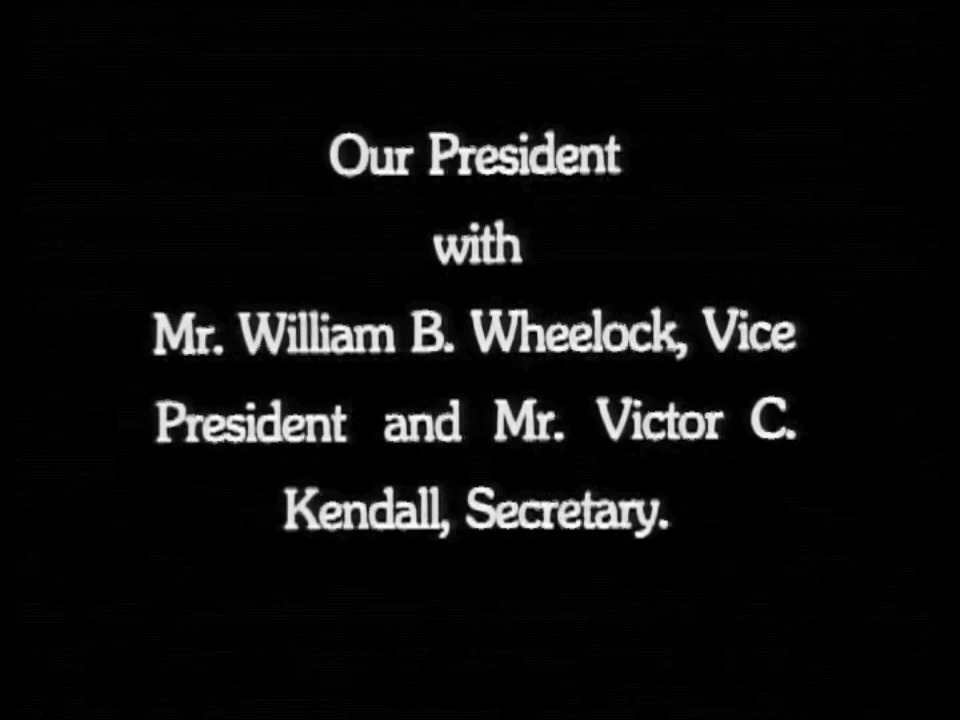 Our President
with
Mr. William B. Wheelock, Vice
President and Mr. Victor C.
Kendall, Secretary.